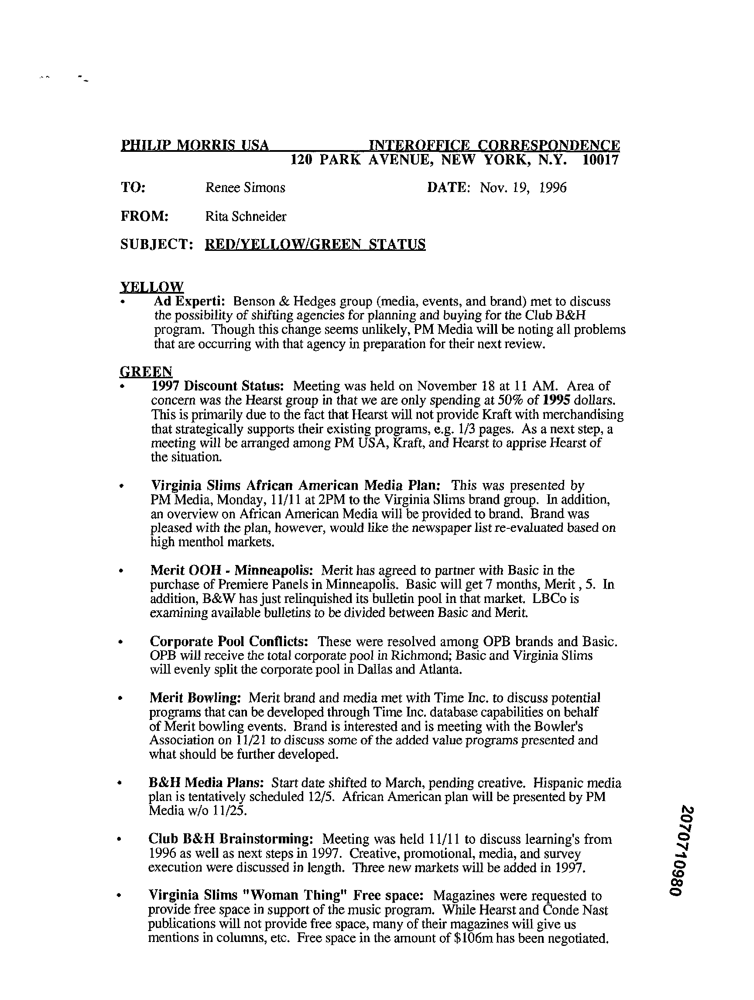 PHILIP MORRIS USA INTEROFFICE CORRESPONDENCE
120 PARK AVENUE, NEW YORK, N.Y. 10017
TO: Renee Simons DATE: Nov. 19, 1996
FROM: Rita Schneider
SUBJECT: RED/YELLOW/GREEN STATUS
YELLOW
• Ad Experti: Benson & Hedges group (media, events, and brand) met to discuss
the possibility of shifting agencies for planning and buying for the Club B&H
program. Though this change seems unlikely, PM Media will be noting all problems
that are occurring with that agency in preparation for their next review.
GREEN
• 1997 Discount Status: Meeting was held on November 18 at 11 AM. Area of
concern was the Hearst group in that we are only spending at 50% of 1995 dollars.
This is primarily due to the fact that Hearst will not provide Kraft with merchandising
that strategically supports their existing programs, e.g. 1/3 pages. As a next step, a
meeting will be arranged among PM USA, Kraft, and Hearst to apprise Hearst of
the situation.
• Virginia Slims African American Media Plan: This was presented by
PM Media, Monday, 11/11 at 2PM to the Virginia Slims brand group. In addition,
an overview on African American Media will be provided to brand. Brand was
pleased with the plan, however, would like the newspaper list re-evaluated based on
high menthol markets.
• Merit OOH - Minneapolis: Merit has agreed to partner with Basic in the
purchase of Premiere Panels in Minneapolis. Basic will get 7 months, Merit , 5. In
addition, B&W has just relinquished its bulletin pool in that market. LBCo is
examining available bulletins to be divided between Basic and Merit.
• Corporate Pool Conflicts: These were resolved among OPB brands and Basic.
OPB will receive the total corporate pool in Richmond; Basic and Virginia Slims
will evenly split the corporate pool in Dallas and Atlanta.
• Merit Bowling: Merit brand and media met with Time Inc. to discuss potential
programs that can be developed through Time Inc. database capabilities on behalf
of Merit bowling events. Brand is interested and is meeting with the Bowler's
Association on 11/21 to discuss some of the added value programs presented and
what should be further developed.
• B&H Media Plans: Start date shifted to March, pending creative. Hispanic media
plan is tentatively scheduled 12/5. African American plan will be presented by PM
Media w/o 11/25.
• Club B&H Brainstorming: Meeting was held 11/11 to discuss learning's from
1996 as well as next steps in 1997. Creative, promotional, media, and survey
execution were discussed in length. Three new markets will be added in 1997.
• Virginia Slims "Woman Thing" Free space: Magazines were requested to
provide free space in support of the music program. While Hearst and Conde Nast
publications will not provide free space, many of their magazines will give us
mentions in columns, etc. Free space in the amount of $106m has been negotiated.
2070710980